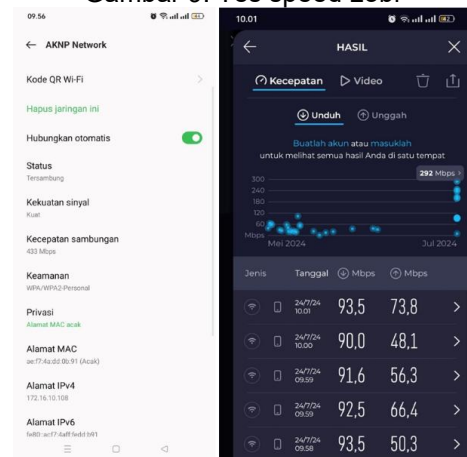 09.56
← AKNP Network
Kode QR Wi-Fi
Hapus jaringan ini
Hubungkan otomatis
Status
Tersambung
Kekuatan sinyal
Kuat
Kecepatan sambungan
433 Mbps
Keamanan
WPA/WPA2-Personal
Privasi
Alamat MAC acak
Alamat MAC
(Acak)
Alamat IPv4
172.16.10.108
Alamat IPv6
10.01
HASIL
Kecepatan Video
Unduh Unggah
Buatlah akun atau masuklah
untuk melihat semua hasil Anda di satu tempat
292 Mbps
300
240
180
120
60
Mbps
Mei 2024 Jul 2024
Jenis Tanggal Mbps Mbps
24/7/24
10.01
93,5 73,8
24/7/24
10.00
90,0 48,1
24/7/24
09.59
91,6 56,3
24/7/24
09.59
92,5 66,4
24/7/24
09.58
93,5 50,3